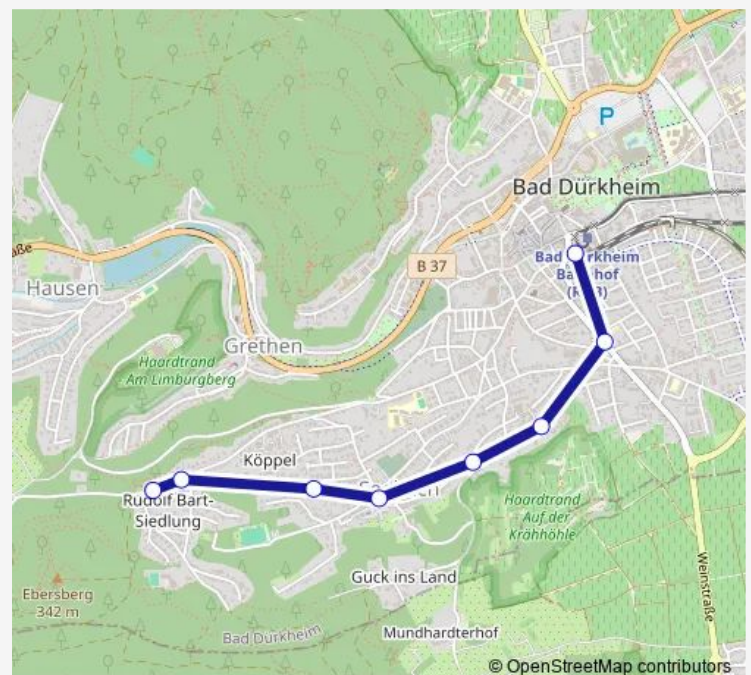 P
Bad Dürkheim
B 37
Hausen
Grethen
Haardtrand
Am Limburgberg
Köppel
Rudolf Bart-
Siedlung
Haardtrand
Auf der
Krähhöhle
Guck ins Land
Ebersberg
342 m
Weinstraße
Bad Dürkheim
Mundhardterhof
© OpenStreetMap contributors